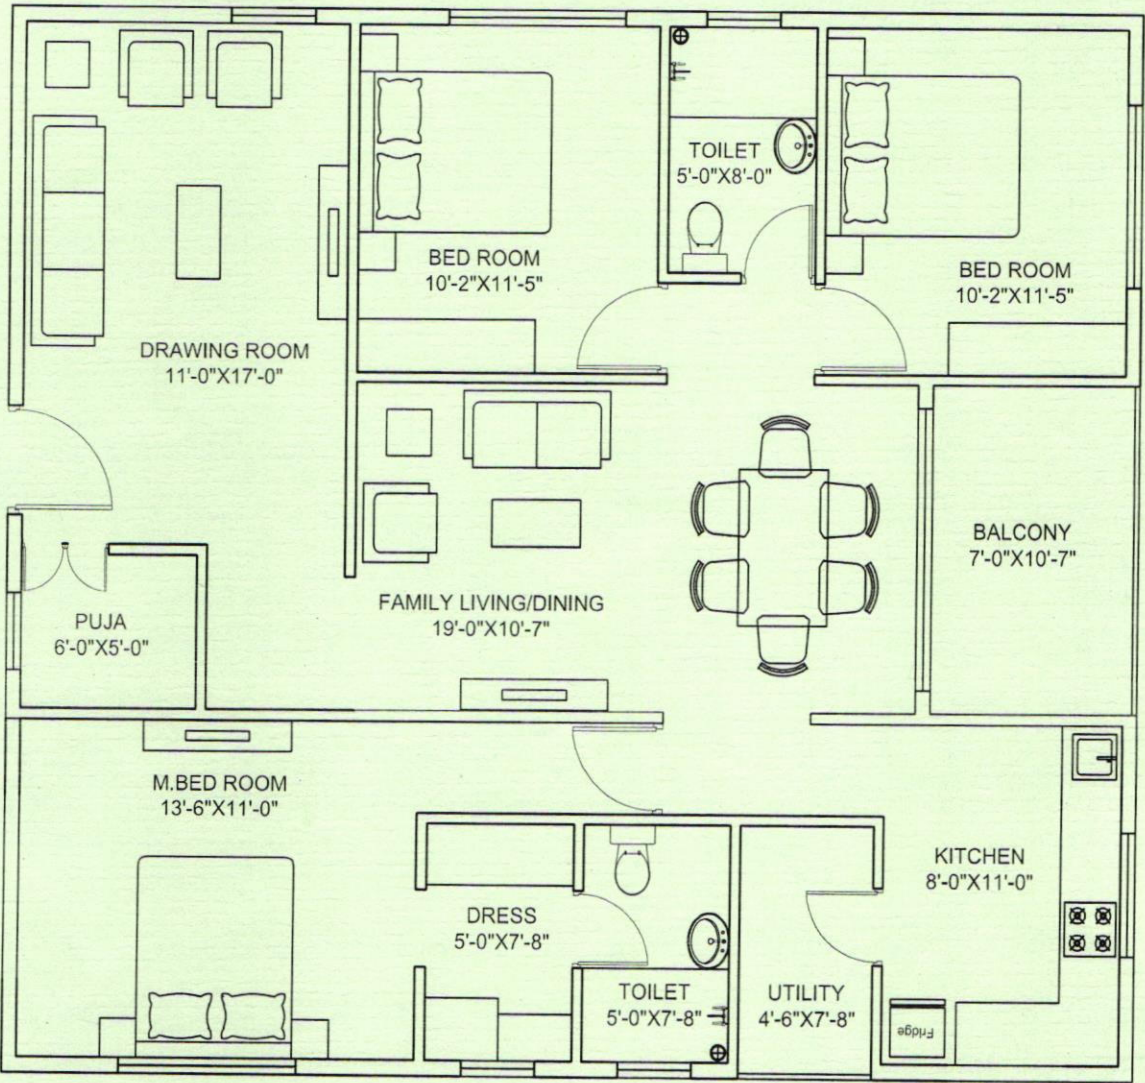 TOILET
5'-0"X8'-0"
BED ROOM
10'-2"X11'-5"
BED ROOM
10'-2"X11'-5"
DRAWING ROOM
11'-0"X17'-0"
BALCONY
7'-0"X10'-7"
FAMILY LIVING/DINING
19'-0"X10'-7"
PUJA
6'-0"X5'-0"
M.BED ROOM
13'-6"X11'-0"
KITCHEN
8'-0"X11'-0"
DRESS
5'-0"X7'-8"
TOILET
5'-0"X7'-8"
UTILITY
4'-6"X7'-8"
Fridge